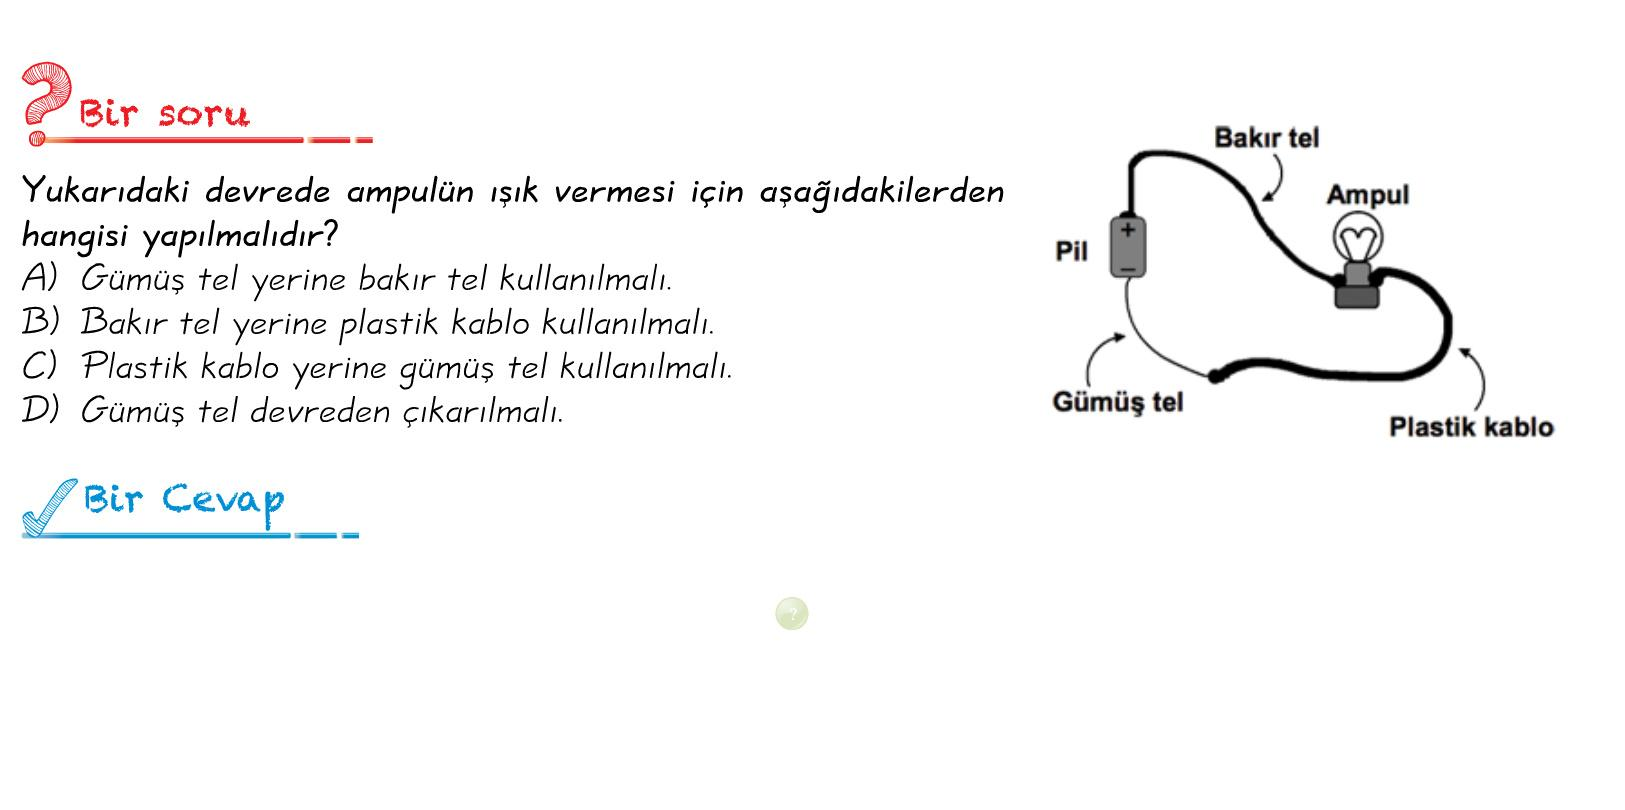 ?
Bir soru
Yukarıdaki devrede ampulün ışık vermesi için aşağıdakilerden
hangisi yapılmalıdır?
A) Gümüş tel yerine bakır tel kullanılmalı.
B) Bakır tel yerine plastik kablo kullanılmalı.
C) Plastik kablo yerine gümüş tel kullanılmalı.
D) Gümüş tel devreden çıkarılmalı.
Bakır tel
Ampul
Pil
+
−
Gümüş tel
Plastik kablo
Bir Cevap
?